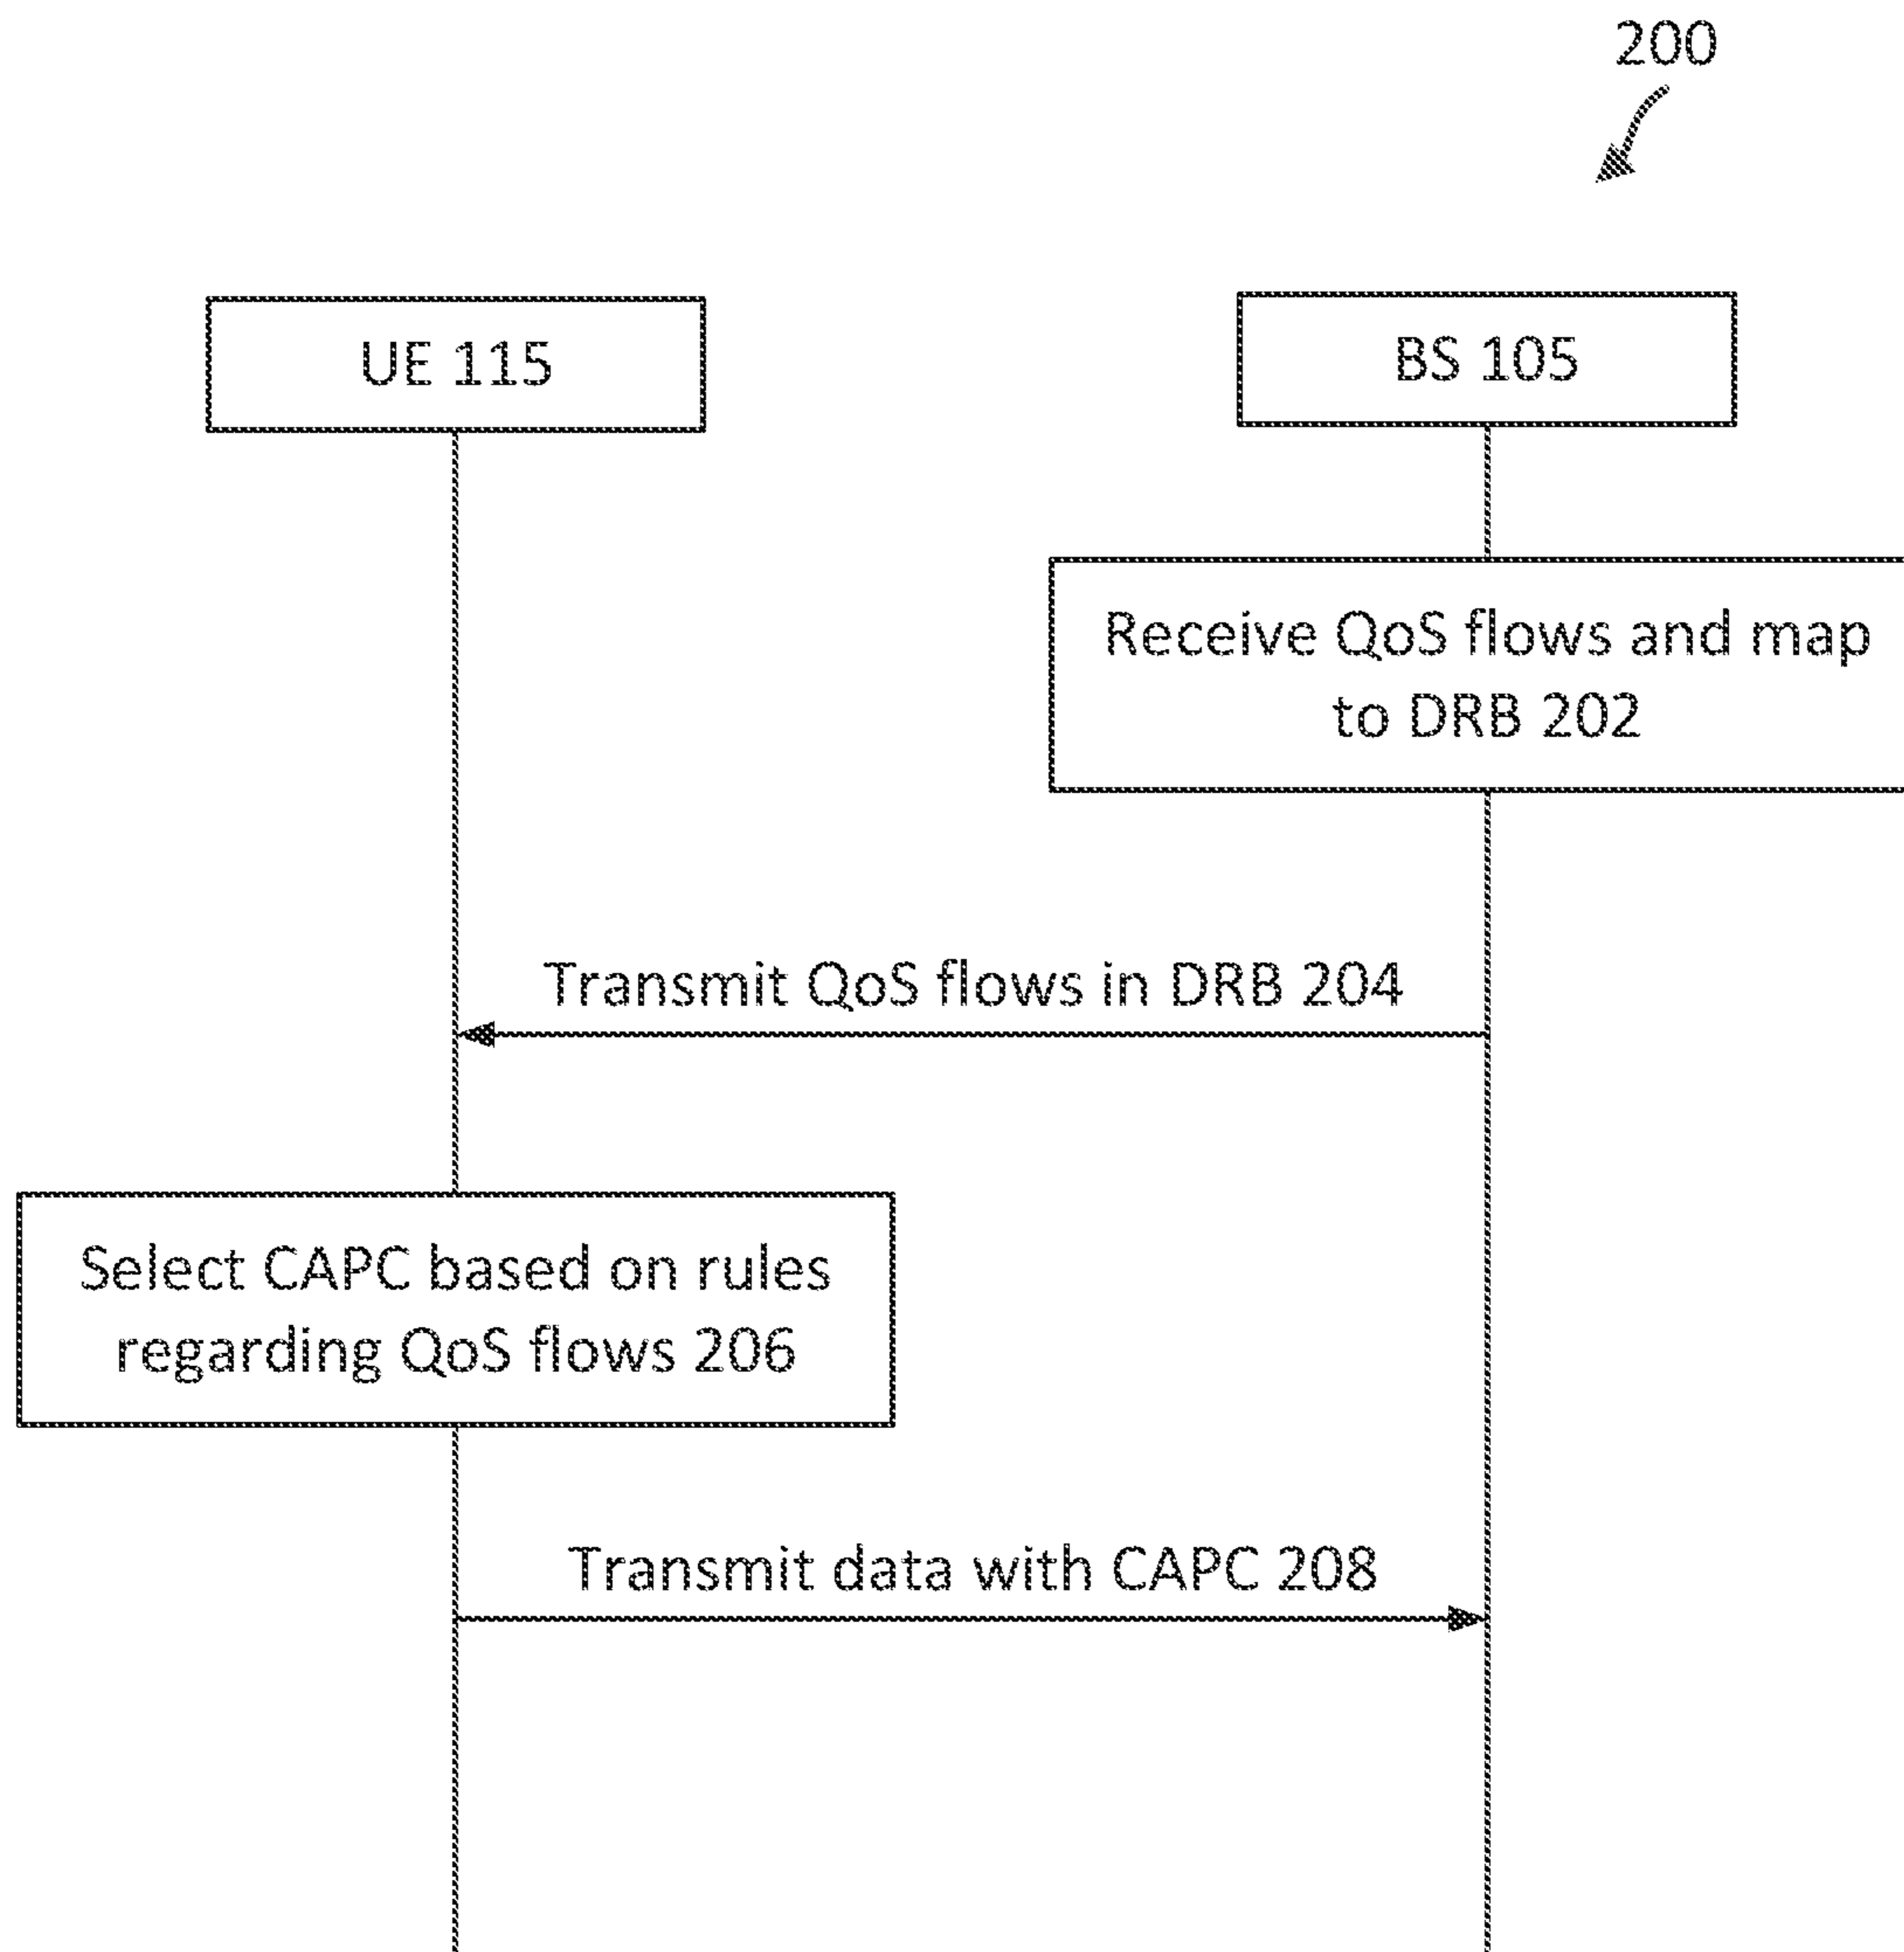 200
UE 115
BS 105
Receive QoS flows and map
to DRB 202
Transmit QoS flows in DRB 204
Select CAPC based on rules
regarding QoS flows 206
Transmit data with CAPC 208